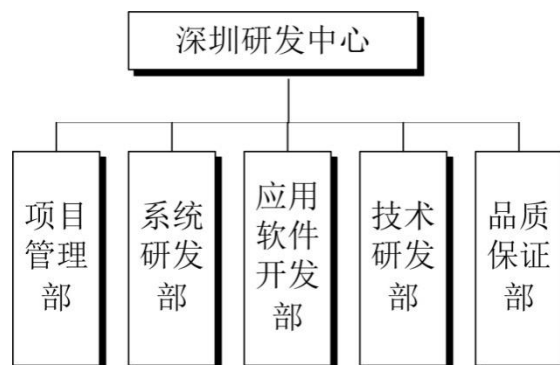 深圳研发中心
项目
管理
部
系统
研发
部
应用
软件
开发
部
技术
研发
部
品质
保证
部